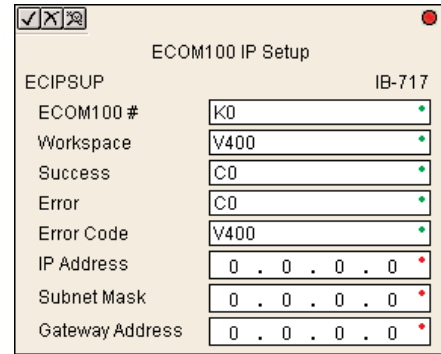 ECOM100 IP Setup
ECIPSUP IB-717
ECOM100 # K0
Workspace V400
Success C0
Error C0
Error Code V400
IP Address 0 . 0 . 0 . 0
Subnet Mask 0 . 0 . 0 . 0
Gateway Address 0 . 0 . 0 . 0